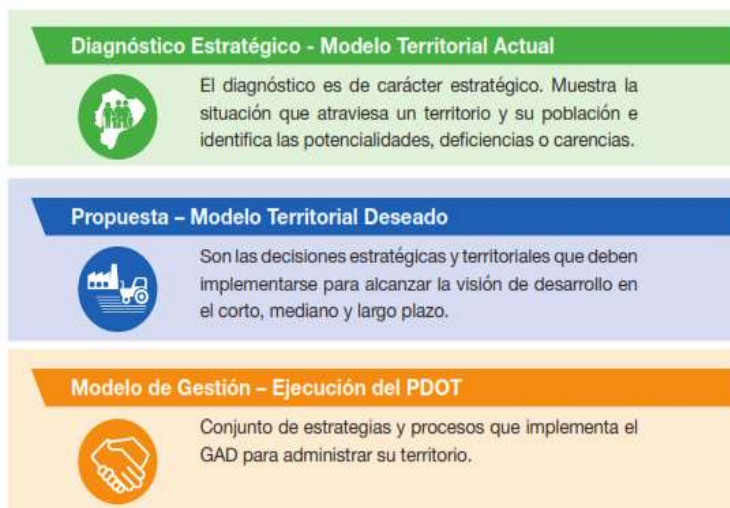 Diagnóstico Estratégico - Modelo Territorial Actual
El diagnóstico es de carácter estratégico. Muestra la
situación que atraviesa un territorio y su población e
identifica las potencialidades, deficiencias o carencias.
Propuesta – Modelo Territorial Deseado
Son las decisiones estratégicas y territoriales que deben
implementarse para alcanzar la visión de desarrollo en
el corto, mediano y largo plazo.
Modelo de Gestión – Ejecución del PDOT
Conjunto de estrategias y procesos que implementa el
GAD para administrar su territorio.